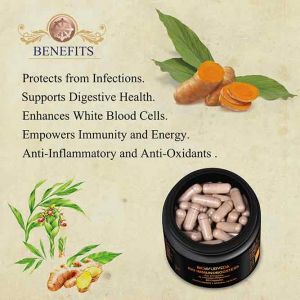 BENEFITS
Protects from Infections.
Supports Digestive Health.
Enhances White Blood Cells.
Empowers Immunity and Energy.
Anti-Inflammatory and Anti-Oxidants .